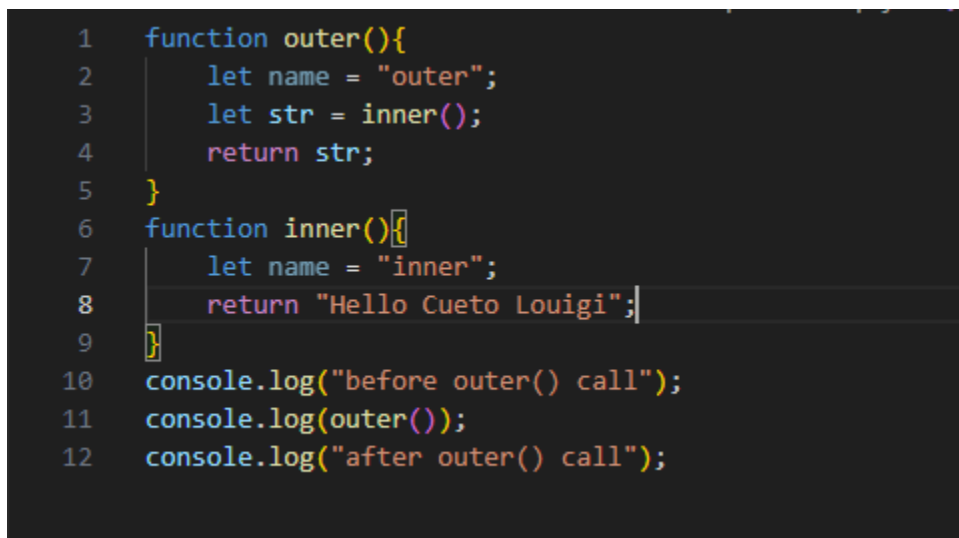 1 function outer(){
2     let name = "outer";
3     let str = inner();
4     return str;
5 }
6 function inner(){
7     let name = "inner";
8     return "Hello Cueto Louigi";
9 }
10 console.log("before outer() call");
11 console.log(outer());
12 console.log("after outer() call");